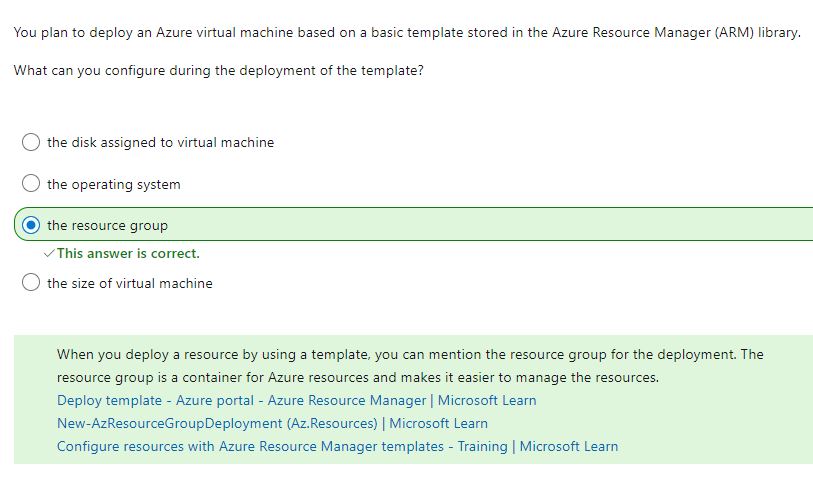 You plan to deploy an Azure virtual machine based on a basic template stored in the Azure Resource Manager (ARM) library.
What can you configure during the deployment of the template?
the disk assigned to virtual machine
the operating system
the resource group
This answer is correct.
the size of virtual machine
When you deploy a resource by using a template, you can mention the resource group for the deployment. The
resource group is a container for Azure resources and makes it easier to manage the resources.
Deploy template - Azure portal - Azure Resource Manager | Microsoft Learn
New-AzResourceGroupDeployment (Az.Resources) | Microsoft Learn
Configure resources with Azure Resource Manager templates - Training | Microsoft Learn